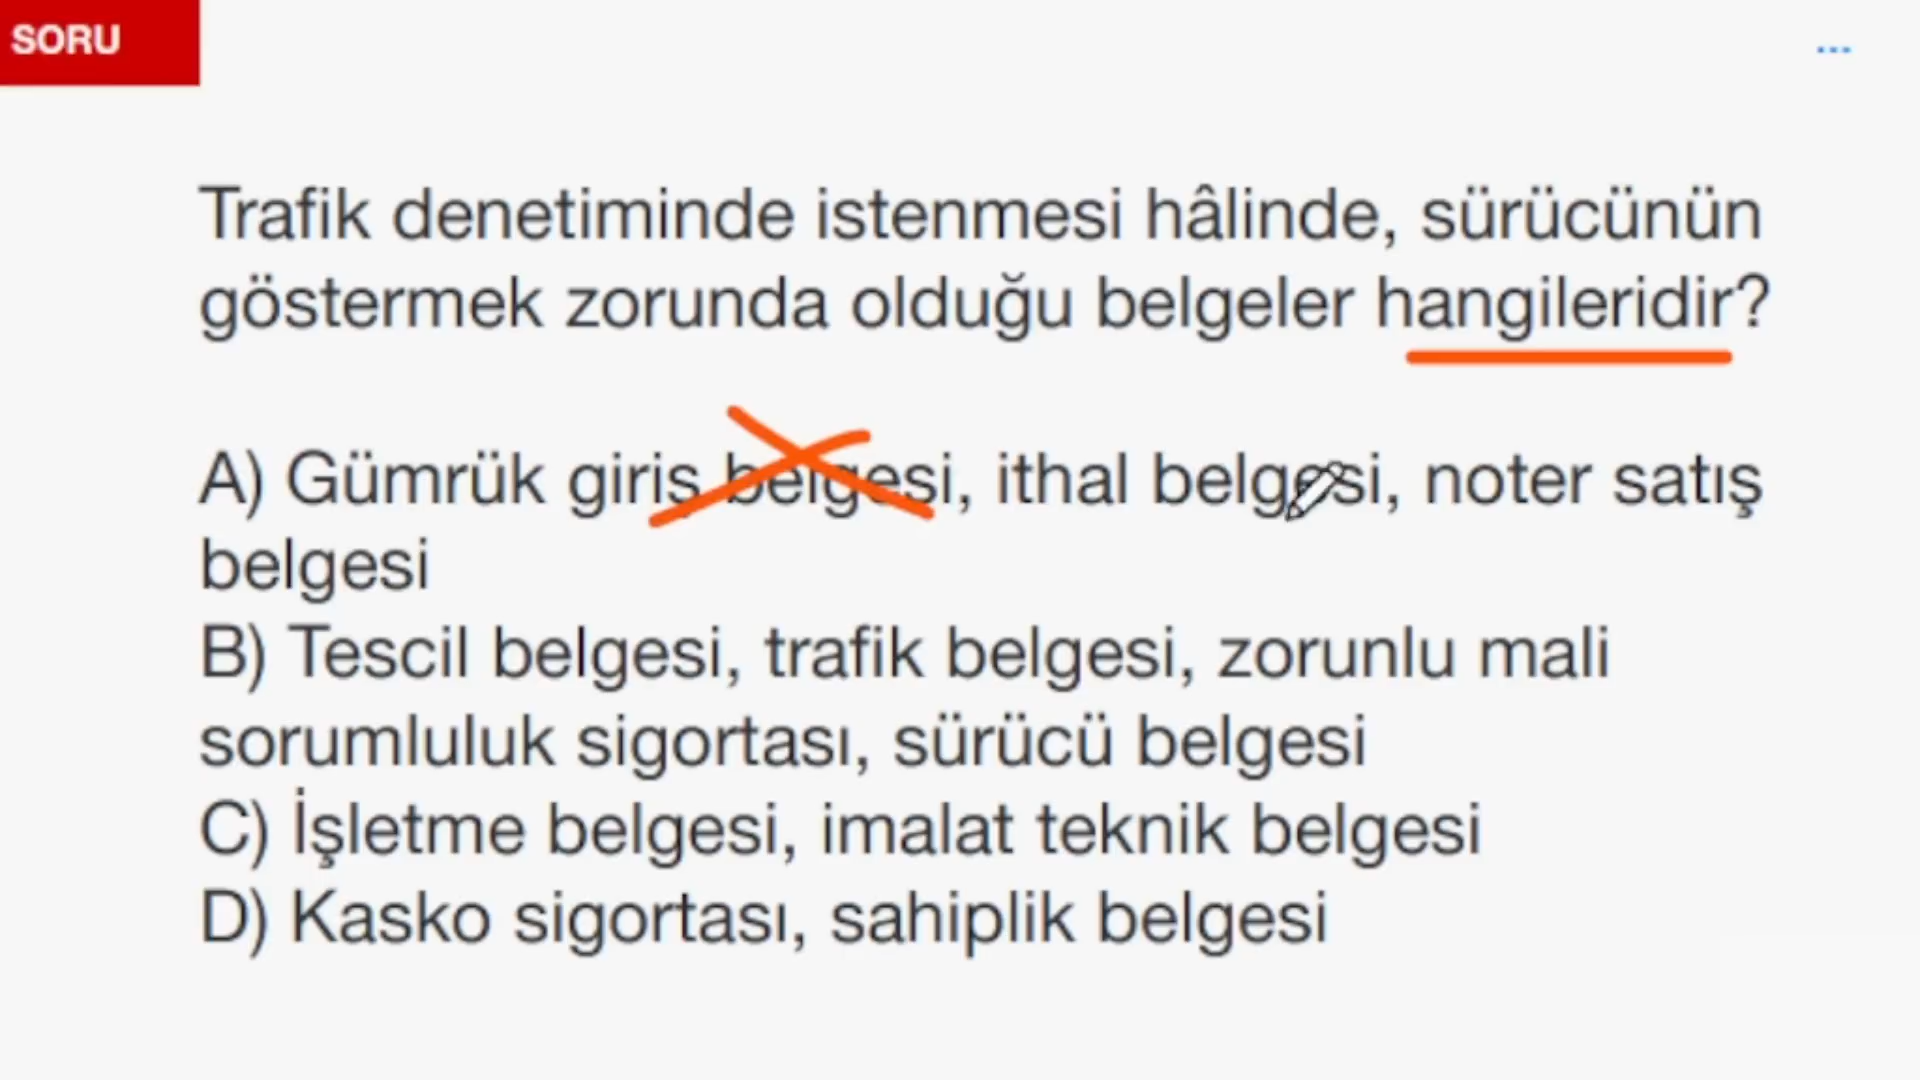 SORU
Trafik denetiminde istenmesi hâlinde, sürücünün
göstermek zorunda olduğu belgeler hangileridir?
A) Gümrük giriş belgesi, ithal belgesi, noter satış
belgesi
B) Tescil belgesi, trafik belgesi, zorunlu mali
sorumluluk sigortası, sürücü belgesi
C) İşletme belgesi, imalat teknik belgesi
D) Kasko sigortası, sahiplik belgesi